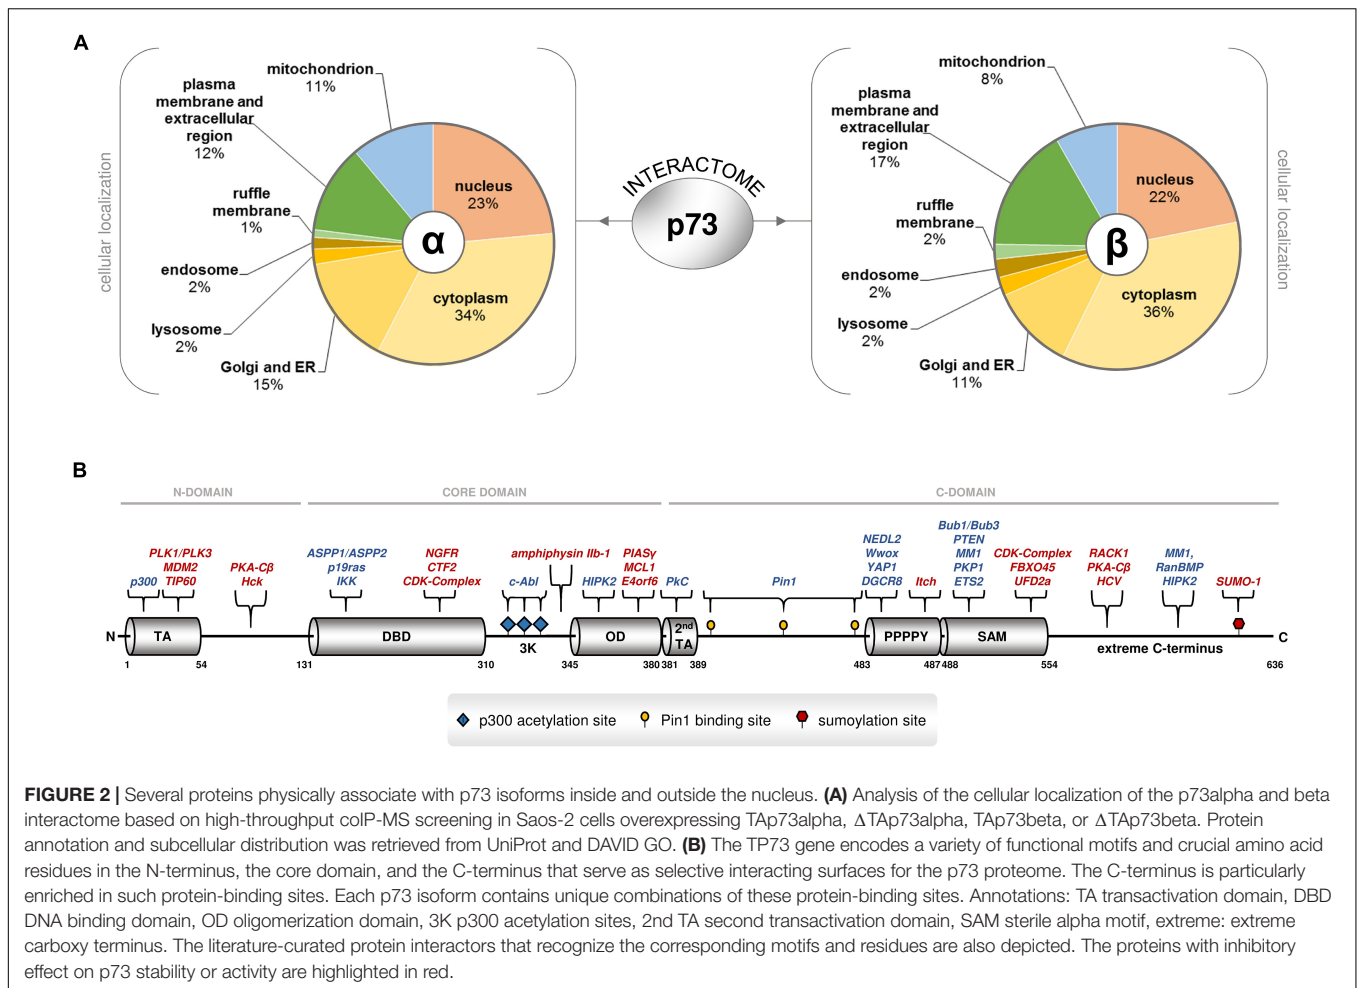 A
cellular localization
mitochondrion
11%
plasma
membrane and
extracellular
region
12%
ruffle
membrane
1%
endosome
2%
lysosome
2%
Golgi and ER
15%
nucleus
23%
cytoplasm
34%
α
INTERACTOME
p73
mitochondrion
8%
plasma
membrane and
extracellular
region
17%
ruffle
membrane
2%
endosome
2%
lysosome
2%
Golgi and ER
11%
nucleus
22%
cytoplasm
36%
β
cellular localization
B
N-DOMAIN
CORE DOMAIN
C-DOMAIN
p300
PLK1/PLK3
MDM2
TIP60
PKA-Cβ
Hck
ASPP1/ASPP2
p19ras
IKK
NGFR
CTF2
CDK-Complex
c-Abl
amphiphysin IIb-1
HIPK2
PIASγ
MCL1
E4orf6
PkC
Pin1
NEDL2
Wwox
YAP1
DGCR8
Itch
Bub1/Bub3
PTEN
MM1
PKP1
ETS2
CDK-Complex
FBXO45
UFD2a
RACK1
PKA-Cβ
HCV
MM1,
RanBMP
HIPK2
SUMO-1
N
TA
DBD
3K
OD
2nd
TA
PPPPY
SAM
extreme C-terminus
C
1
54
131
310
345
380
381
389
483
487
488
554
636
p300 acetylation site
Pin1 binding site
sumoylation site
FIGURE 2 | Several proteins physically associate with p73 isoforms inside and outside the nucleus. (A) Analysis of the cellular localization of the p73alpha and beta
interactome based on high-throughput coIP-MS screening in Saos-2 cells overexpressing TAp73alpha, ΔTAp73alpha, TAp73beta, or ΔTAp73beta. Protein
annotation and subcellular distribution was retrieved from UniProt and DAVID GO. (B) The TP73 gene encodes a variety of functional motifs and crucial amino acid
residues in the N-terminus, the core domain, and the C-terminus that serve as selective interacting surfaces for the p73 proteome. The C-terminus is particularly
enriched in such protein-binding sites. Each p73 isoform contains unique combinations of these protein-binding sites. Annotations: TA transactivation domain, DBD
DNA binding domain, OD oligomerization domain, 3K p300 acetylation sites, 2nd TA second transactivation domain, SAM sterile alpha motif, extreme: extreme
carboxy terminus. The literature-curated protein interactors that recognize the corresponding motifs and residues are also depicted. The proteins with inhibitory
effect on p73 stability or activity are highlighted in red.